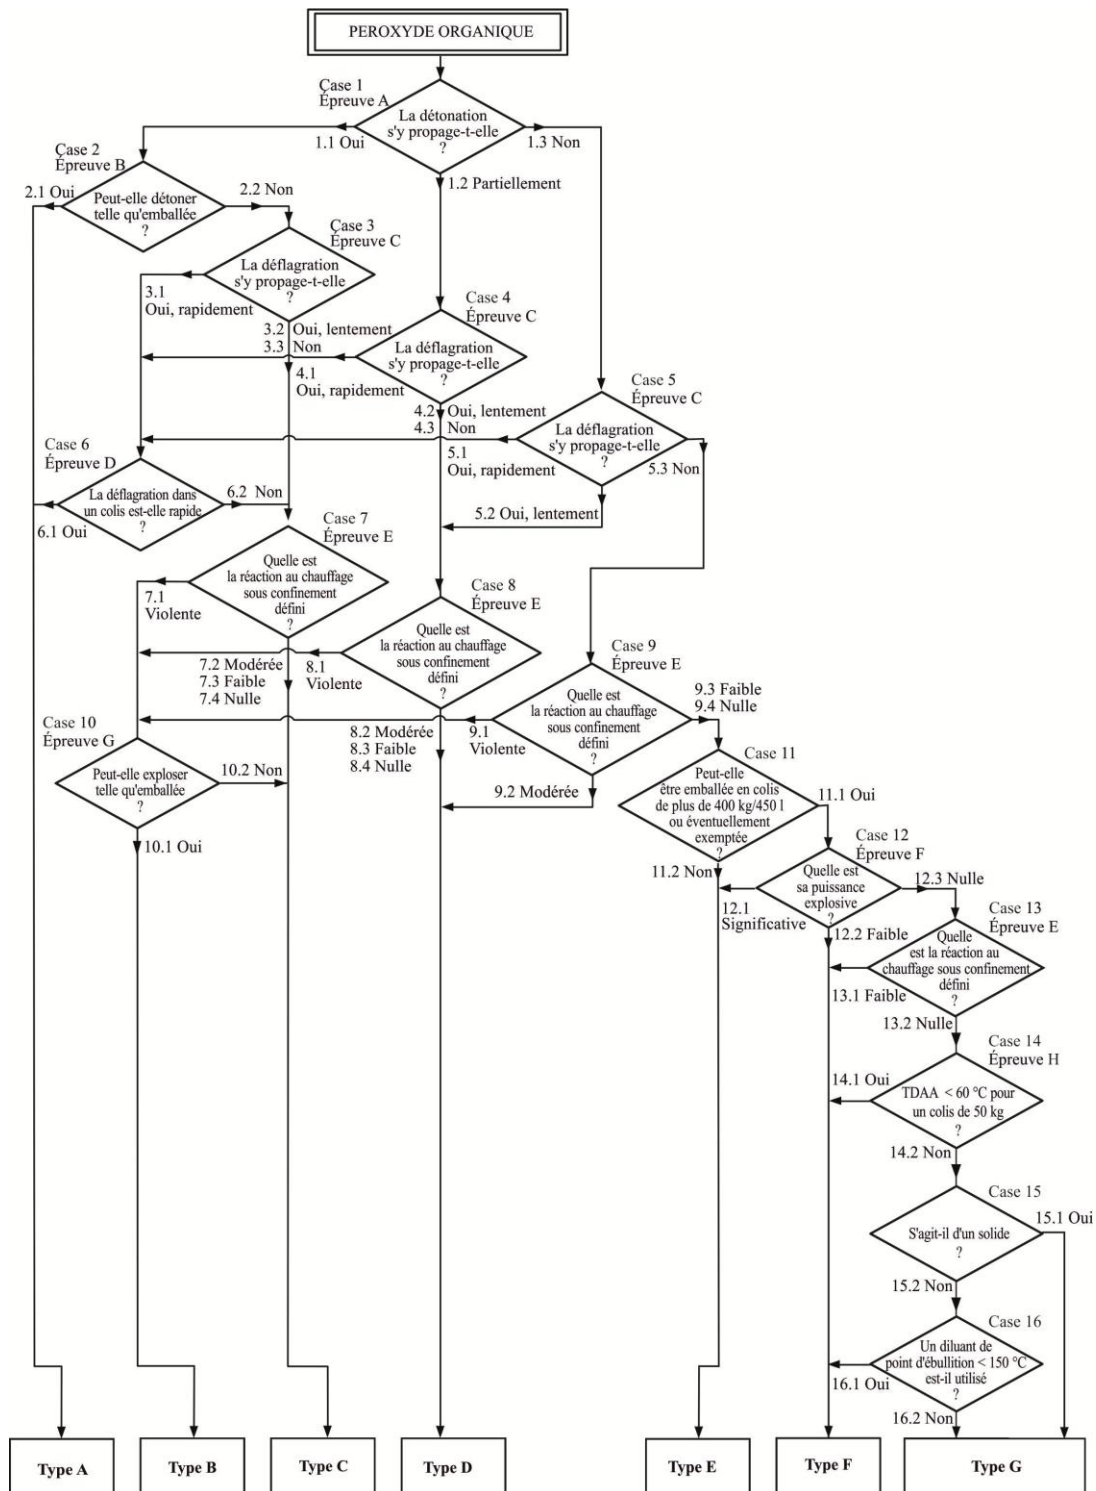 PEROXYDE ORGANIQUE
Case 1
Épreuve A
La détonation
s'y propage-t-elle
?
1.1 Oui
1.3 Non
1.2 Partiellement
Case 2
Épreuve B
2.1 Oui
Peut-elle détoner
telle qu'emballée
?
2.2 Non
Case 3
Épreuve C
La déflagration
s'y propage-t-elle
?
3.1
Oui, rapidement
3.2 Oui, lentement
3.3 Non
Case 4
Épreuve C
La déflagration
s'y propage-t-elle
?
4.1
Oui, rapidement
4.2 Oui, lentement
4.3 Non
Case 5
Épreuve C
La déflagration
s'y propage-t-elle
?
5.1
Oui, rapidement
5.3 Non
5.2 Oui, lentement
Case 6
Épreuve D
La déflagration dans
un colis est-elle rapide
?
6.2 Non
6.1 Oui
Case 7
Épreuve E
Quelle est
la réaction au chauffage
sous confinement
défini
?
7.1
Violente
7.2 Modérée
7.3 Faible
7.4 Nulle
Case 8
Épreuve E
Quelle est
la réaction au chauffage
sous confinement
défini
?
8.1
Violente
8.2 Modérée
8.3 Faible
8.4 Nulle
Case 9
Épreuve E
Quelle est
la réaction au chauffage
sous confinement
défini
?
9.1
Violente
9.3 Faible
9.4 Nulle
9.2 Modérée
Case 10
Épreuve G
Peut-elle exploser
telle qu'emballée
?
10.2 Non
10.1 Oui
Case 11
Peut-elle
être emballée en colis
de plus de 400 kg/450 l
ou éventuellement
exemptée
?
11.1 Oui
11.2 Non
Case 12
Épreuve F
Quelle est
sa puissance
explosive
?
12.3 Nulle
12.1
Significative
12.2 Faible
Case 13
Épreuve E
Quelle
est la réaction au
chauffage sous confinement
défini
?
13.1 Faible
13.2 Nulle
Case 14
Épreuve H
14.1 Oui
TDAA < 60 °C pour
un colis de 50 kg
?
14.2 Non
Case 15
15.1 Oui
S'agit-il d'un solide
?
15.2 Non
Case 16
Un diluant de
point d'ébullition < 150 °C
est-il utilisé
?
16.1 Oui
16.2 Non
Type A
Type B
Type C
Type D
Type E
Type F
Type G